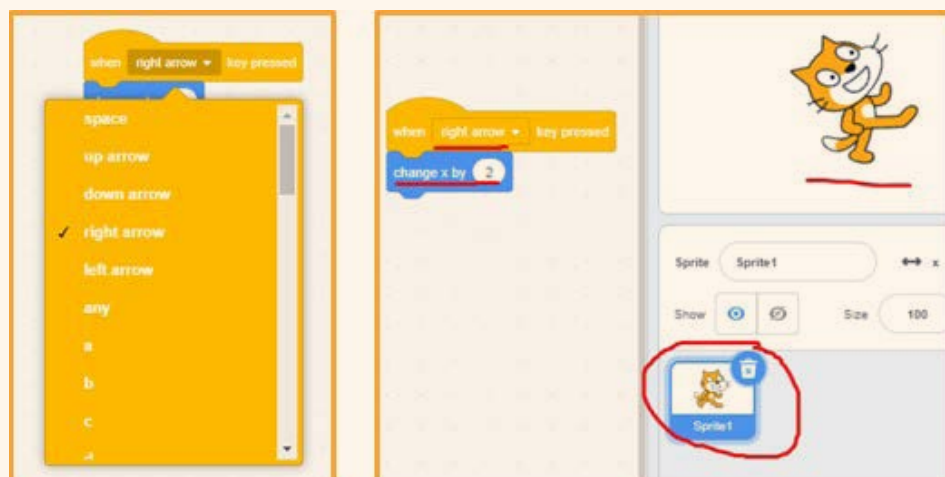 when right arrow key pressed
space
up arrow
down arrow
right arrow
left arrow
any
a
b
c
d
when right arrow key pressed
change x by 2
Sprite Sprite1 x
Show Size 100
Sprite1